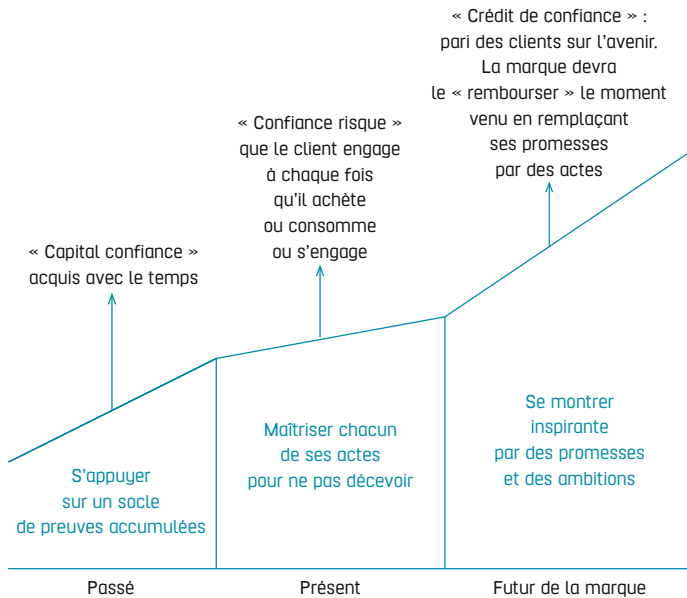 « Crédit de confiance » :
pari des clients sur l'avenir.
La marque devra
le « rembourser » le moment
venu en remplaçant
ses promesses
par des actes
« Confiance risque »
que le client engage
à chaque fois
qu'il achète
ou consomme
ou s'engage
« Capital confiance »
acquis avec le temps
S'appuyer
sur un socle
de preuves accumulées
Maîtriser chacun
de ses actes
pour ne pas décevoir
Se montrer
inspirante
par des promesses
et des ambitions
Passé
Présent
Futur de la marque